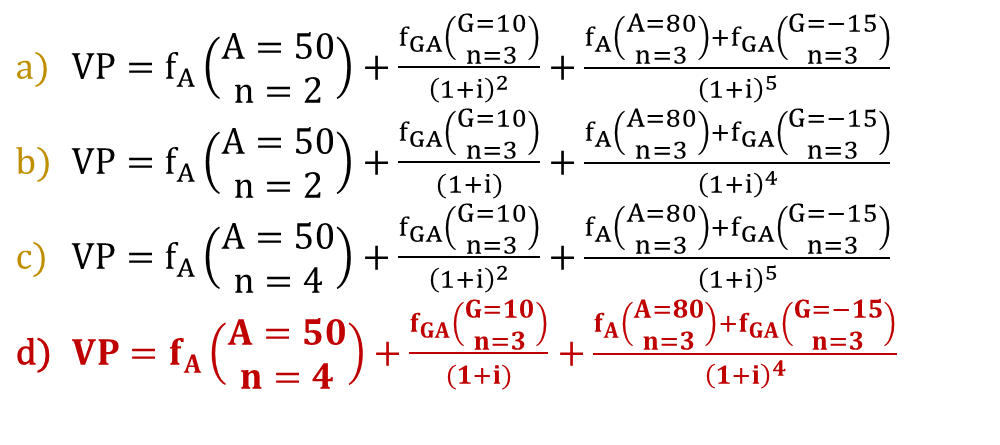 a) VP = f_A (A = 50 n = 2) + f_GA(G=10 n=3)/(1+i)² + (f_A(A=80 n=3)+f_GA(G=−15 n=3))/(1+i)⁵
b) VP = f_A (A = 50 n = 2) + f_GA(G=10 n=3)/(1+i) + (f_A(A=80 n=3)+f_GA(G=−15 n=3))/(1+i)⁴
c) VP = f_A (A = 50 n = 4) + f_GA(G=10 n=3)/(1+i)² + (f_A(A=80 n=3)+f_GA(G=−15 n=3))/(1+i)⁵
d) VP = f_A (A = 50 n = 4) + f_GA(G=10 n=3)/(1+i) + (f_A(A=80 n=3)+f_GA(G=−15 n=3))/(1+i)⁴